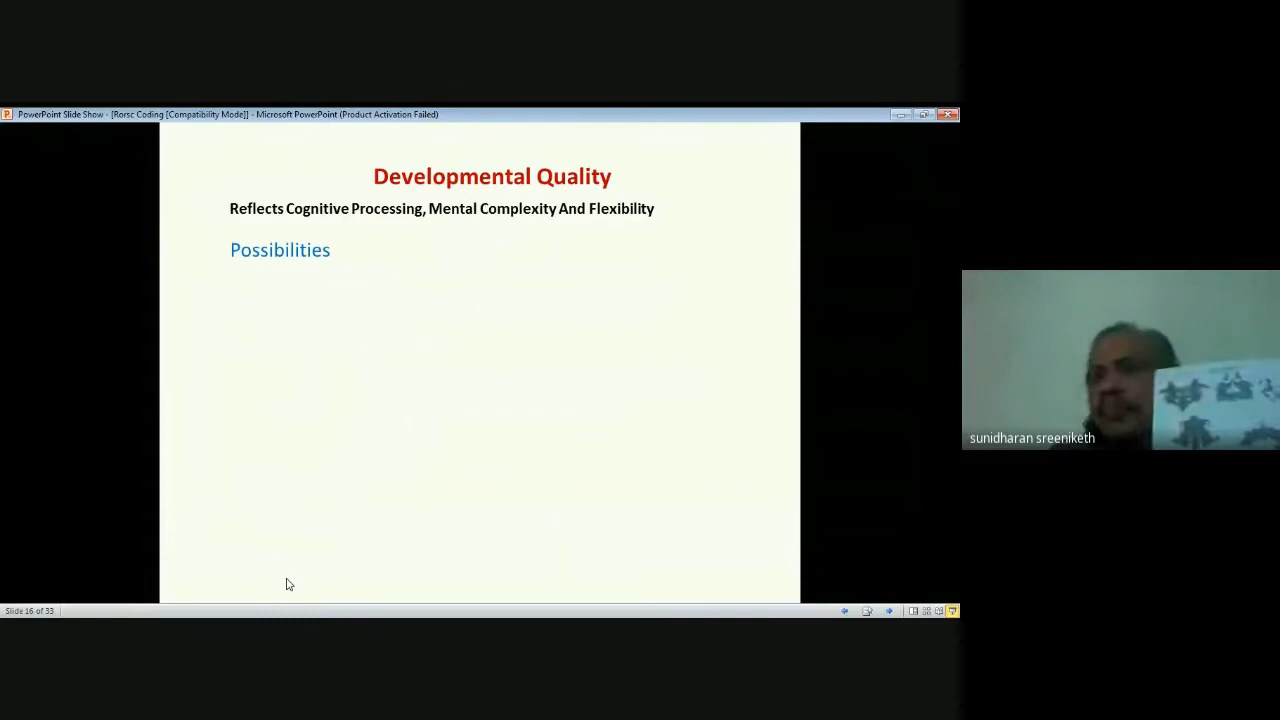 PowerPoint Slide Show - [Rorsc Coding [Compatibility Mode]] - Microsoft PowerPoint (Product Activation Failed)
Developmental Quality
Reflects Cognitive Processing, Mental Complexity And Flexibility
Possibilities
sunidharan sreeniketh
Slide 16 of 33